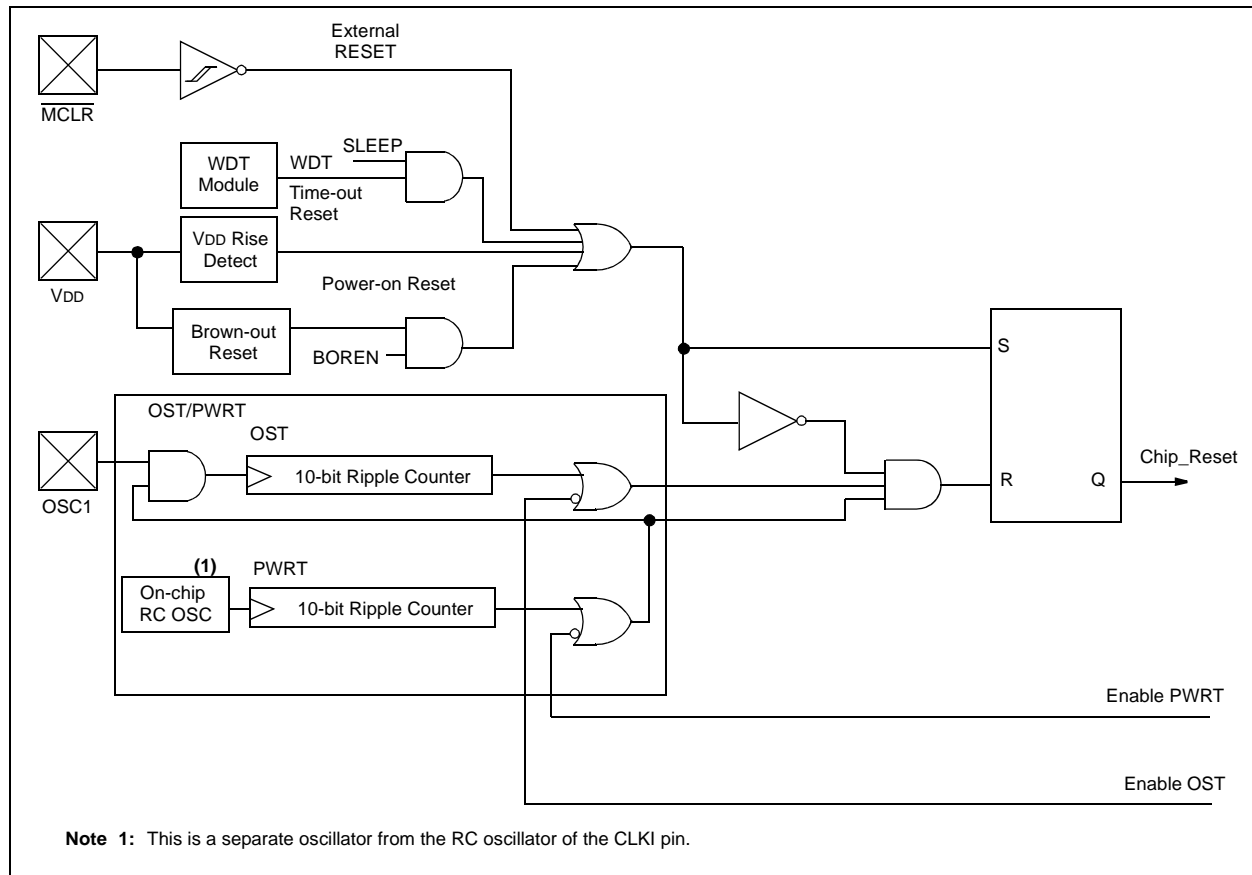 External
RESET
MCLR
SLEEP
WDT
Module
WDT
Time-out
Reset
VDD Rise
Detect
VDD
Power-on Reset
Brown-out
Reset
BOREN
S
OST/PWRT
OST
10-bit Ripple Counter
OSC1
Chip_Reset
R
Q
(1)
PWRT
On-chip
RC OSC
10-bit Ripple Counter
Enable PWRT
Enable OST
Note 1: This is a separate oscillator from the RC oscillator of the CLKI pin.